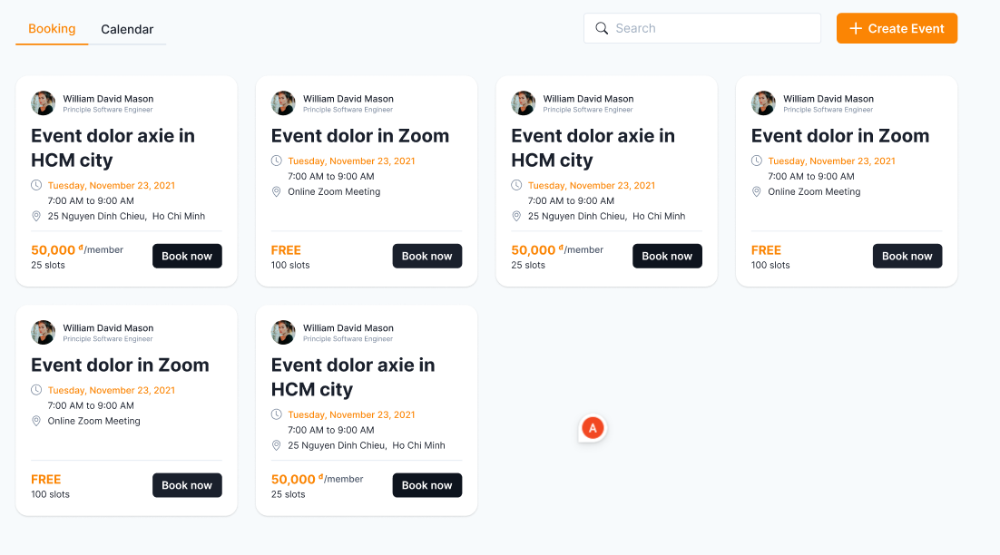 Booking
Calendar
Search
Create Event
William David Mason
Principle Software Engineer
Event dolor axie in
HCM city
Tuesday, November 23, 2021
7:00 AM to 9:00 AM
25 Nguyen Dinh Chieu, Ho Chi Minh
50,000 đ/member
25 slots
Book now
William David Mason
Principle Software Engineer
Event dolor in Zoom
Tuesday, November 23, 2021
7:00 AM to 9:00 AM
Online Zoom Meeting
FREE
100 slots
Book now
William David Mason
Principle Software Engineer
Event dolor axie in
HCM city
Tuesday, November 23, 2021
7:00 AM to 9:00 AM
25 Nguyen Dinh Chieu, Ho Chi Minh
50,000 đ/member
25 slots
Book now
William David Mason
Principle Software Engineer
Event dolor in Zoom
Tuesday, November 23, 2021
7:00 AM to 9:00 AM
Online Zoom Meeting
FREE
100 slots
Book now
William David Mason
Principle Software Engineer
Event dolor in Zoom
Tuesday, November 23, 2021
7:00 AM to 9:00 AM
Online Zoom Meeting
FREE
100 slots
Book now
William David Mason
Principle Software Engineer
Event dolor axie in
HCM city
Tuesday, November 23, 2021
7:00 AM to 9:00 AM
25 Nguyen Dinh Chieu, Ho Chi Minh
50,000 đ/member
25 slots
Book now
A